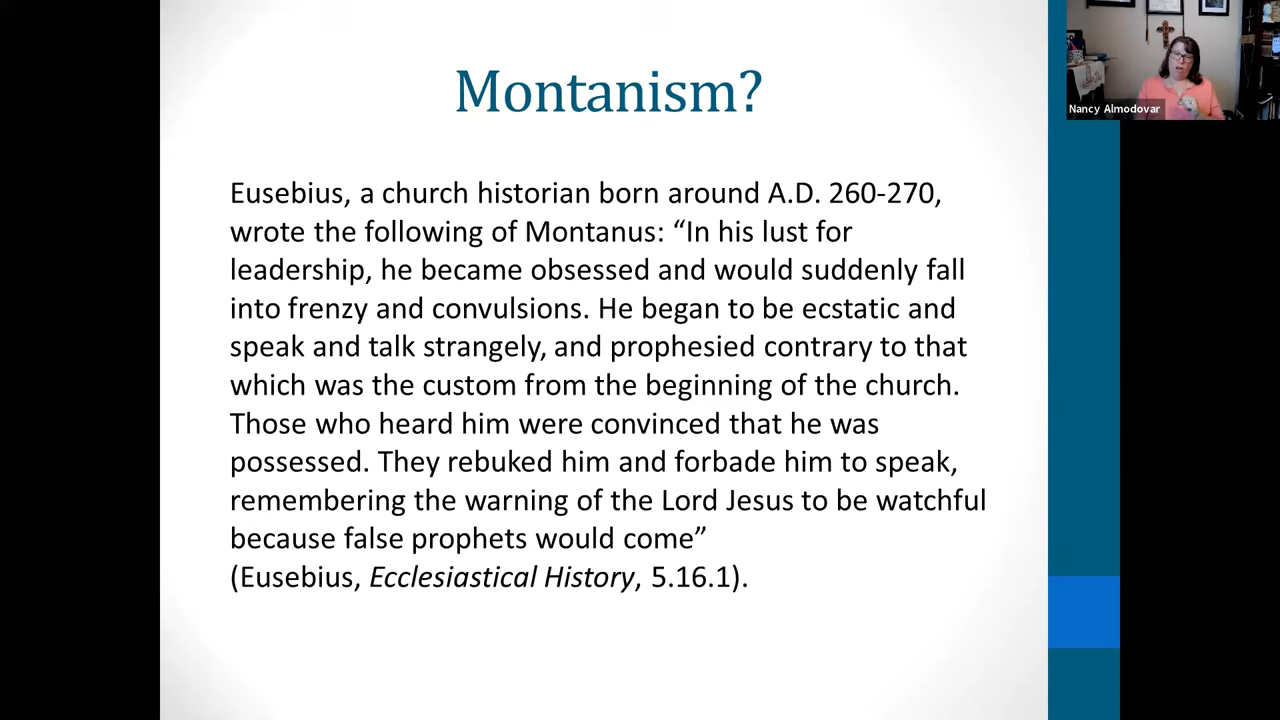 Montanism?
Eusebius, a church historian born around A.D. 260-270,
wrote the following of Montanus: “In his lust for
leadership, he became obsessed and would suddenly fall
into frenzy and convulsions. He began to be ecstatic and
speak and talk strangely, and prophesied contrary to that
which was the custom from the beginning of the church.
Those who heard him were convinced that he was
possessed. They rebuked him and forbade him to speak,
remembering the warning of the Lord Jesus to be watchful
because false prophets would come”
(Eusebius, Ecclesiastical History, 5.16.1).
Nancy Almodovar